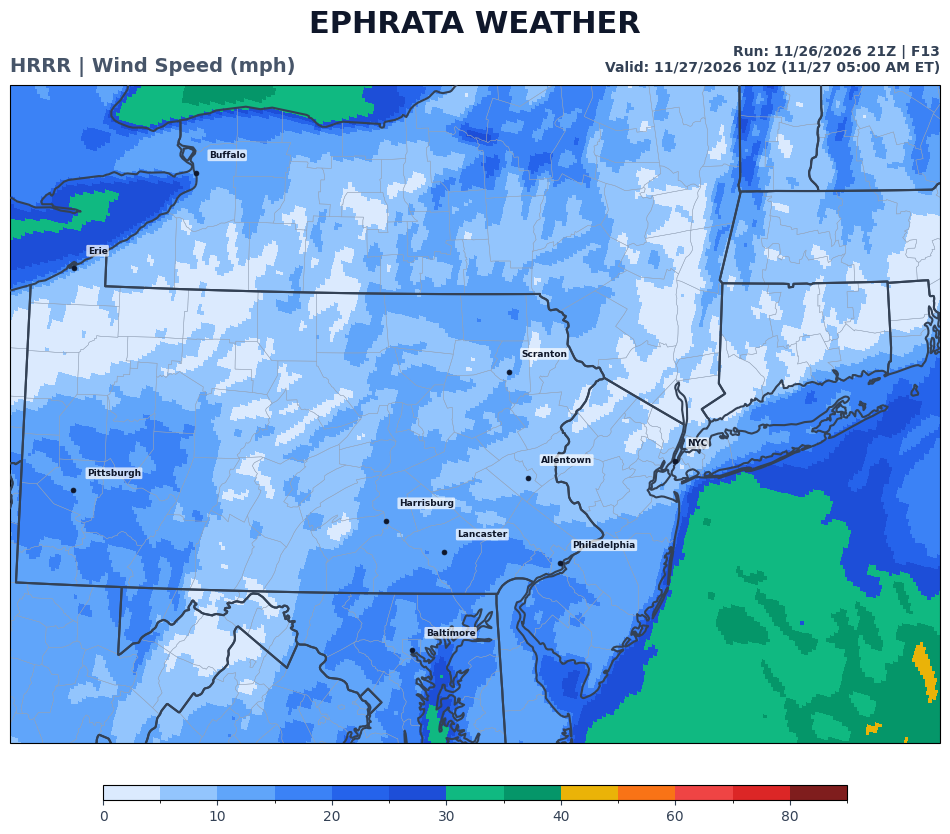 EPHRATA WEATHER
HRRR | Wind Speed (mph)
Run: 11/26/2026 21Z | F13
Valid: 11/27/2026 10Z (11/27 05:00 AM ET)
Buffalo
Erie
Scranton
NYC
Allentown
Pittsburgh
Harrisburg
Lancaster
Philadelphia
Baltimore
0 10 20 30 40 50 60 70 80